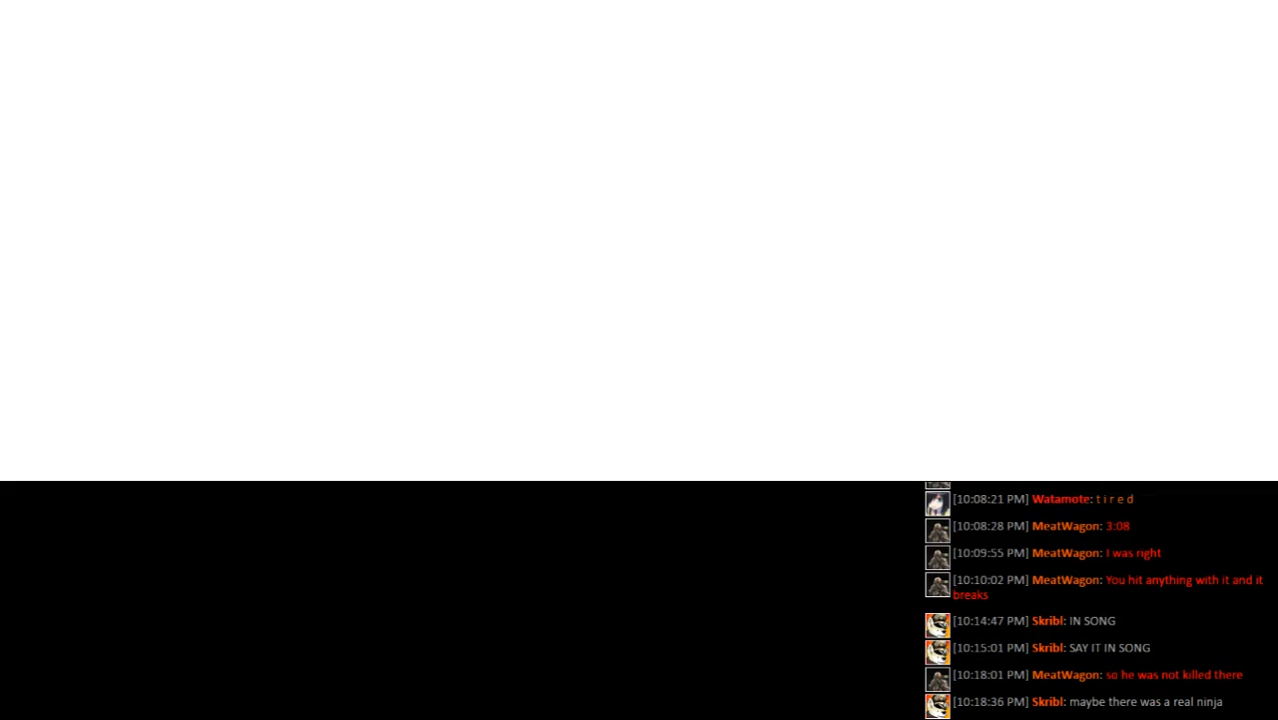 [10:08:21 PM] Watamote: t i r e d
[10:08:28 PM] MeatWagon: 3:08
[10:09:55 PM] MeatWagon: I was right
[10:10:02 PM] MeatWagon: You hit anything with it and it
breaks
[10:14:47 PM] Skribl: IN SONG
[10:15:01 PM] Skribl: SAY IT IN SONG
[10:18:01 PM] MeatWagon: so he was not killed there
[10:18:36 PM] Skribl: maybe there was a real ninja